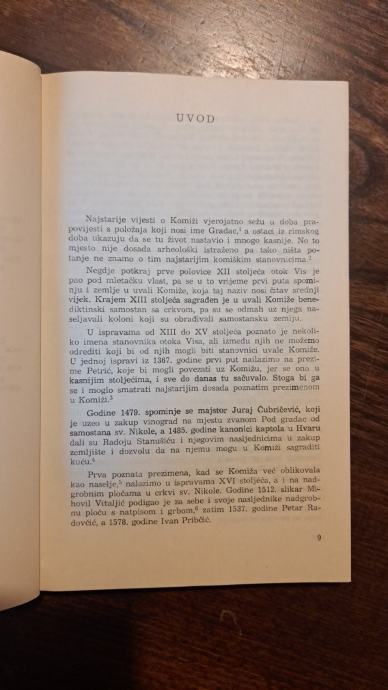 UVOD
Najstarije vijesti o Komiži vjerojatno sežu u doba pra-
povijesti s položaja koji nosi ime Gradac,¹ a ostaci iz rimskog
doba ukazuju da se tu život nastavio i mnogo kasnije. No to
mjesto nije dosada arheološki istraženo pa tako ništa po-
tanje ne znamo o tim najstarijim komiškim stanovnicima.²
Negdje potkraj prve polovice XII stoljeća otok Vis je
pao pod mletačku vlast, pa se u to vrijeme prvi puta spomi-
nju i zemlje u uvali Komiže, koja taj naziv nosi čitav srednji
vijek. Krajem XIII stoljeća sagrađen je u uvali Komiže bene-
diktinski samostan sa crkvom, pa su se odmah uz njega na-
seljavali koloni koji su obrađivali samostansku zemlju.
U ispravama od XIII do XV stoljeća poznato je nekoli-
ko imena stanovnika otoka Visa, ali između njih ne možemo
odrediti koji bi od njih mogli biti stanovnici uvale Komiže.
U jednoj ispravi iz 1367. godine prvi put nalazimo na prezi-
me Petrić, koje bi mogli povezati uz Komižu, jer se ono u
kasnijim stoljećima, i sve do danas tu sačuvalo. Stoga bi ga
se i moglo smatrati najstarijim dosada poznatim prezimenom
u Komiži.³
Godine 1479. spominje se majstor Juraj Čubričević, koji
je uzeo u zakup vinograd na mjestu zvanom Pod gradac od
samostana sv. Nikole, a 1485. godine kanonici kaptola u Hvaru
dali su Radoju Stanušiću i njegovim nasljednicima u zakup
zemljište i dozvolu da na njemu mogu u Komiži sagraditi
kuću.⁴
Prva poznata prezimena, kad se Komiža već oblikovala
kao naselje,⁵ nalazimo u ispravama XVI stoljeća, a i na nad-
grobnim pločama u crkvi sv. Nikole. Godine 1512. slikar Mi-
hovil Vitaljić podigao je za sebe i svoje nasljednike nadgrob-
nu ploču s natpisom i grbom,⁶ zatim 1537. godine Petar Ra-
dovčić, a 1578. godine Ivan Pribčić.
9